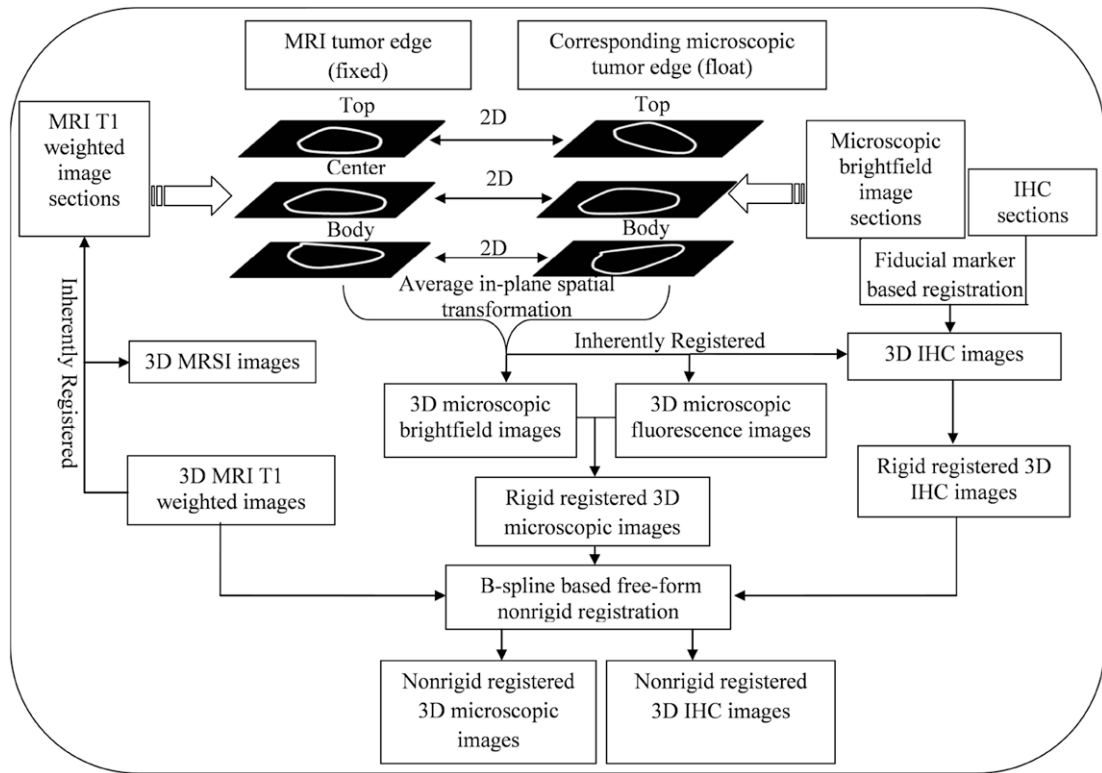 MRI tumor edge
(fixed)
Corresponding microscopic
tumor edge (float)
MRI T1
weighted
image
sections
Top
2D
Top
Center
2D
Body
2D
Body
Microscopic
brightfield
image
sections
IHC
sections
Average in-plane spatial
transformation
Fiducial marker
based registration
Inherently Registered
Inherently Registered
3D MRSI images
3D IHC images
3D microscopic
brightfield images
3D microscopic
fluorescence images
3D MRI T1
weighted images
Rigid registered 3D
microscopic images
Rigid registered 3D
IHC images
B-spline based free-form
nonrigid registration
Nonrigid registered
3D microscopic
images
Nonrigid registered
3D IHC images